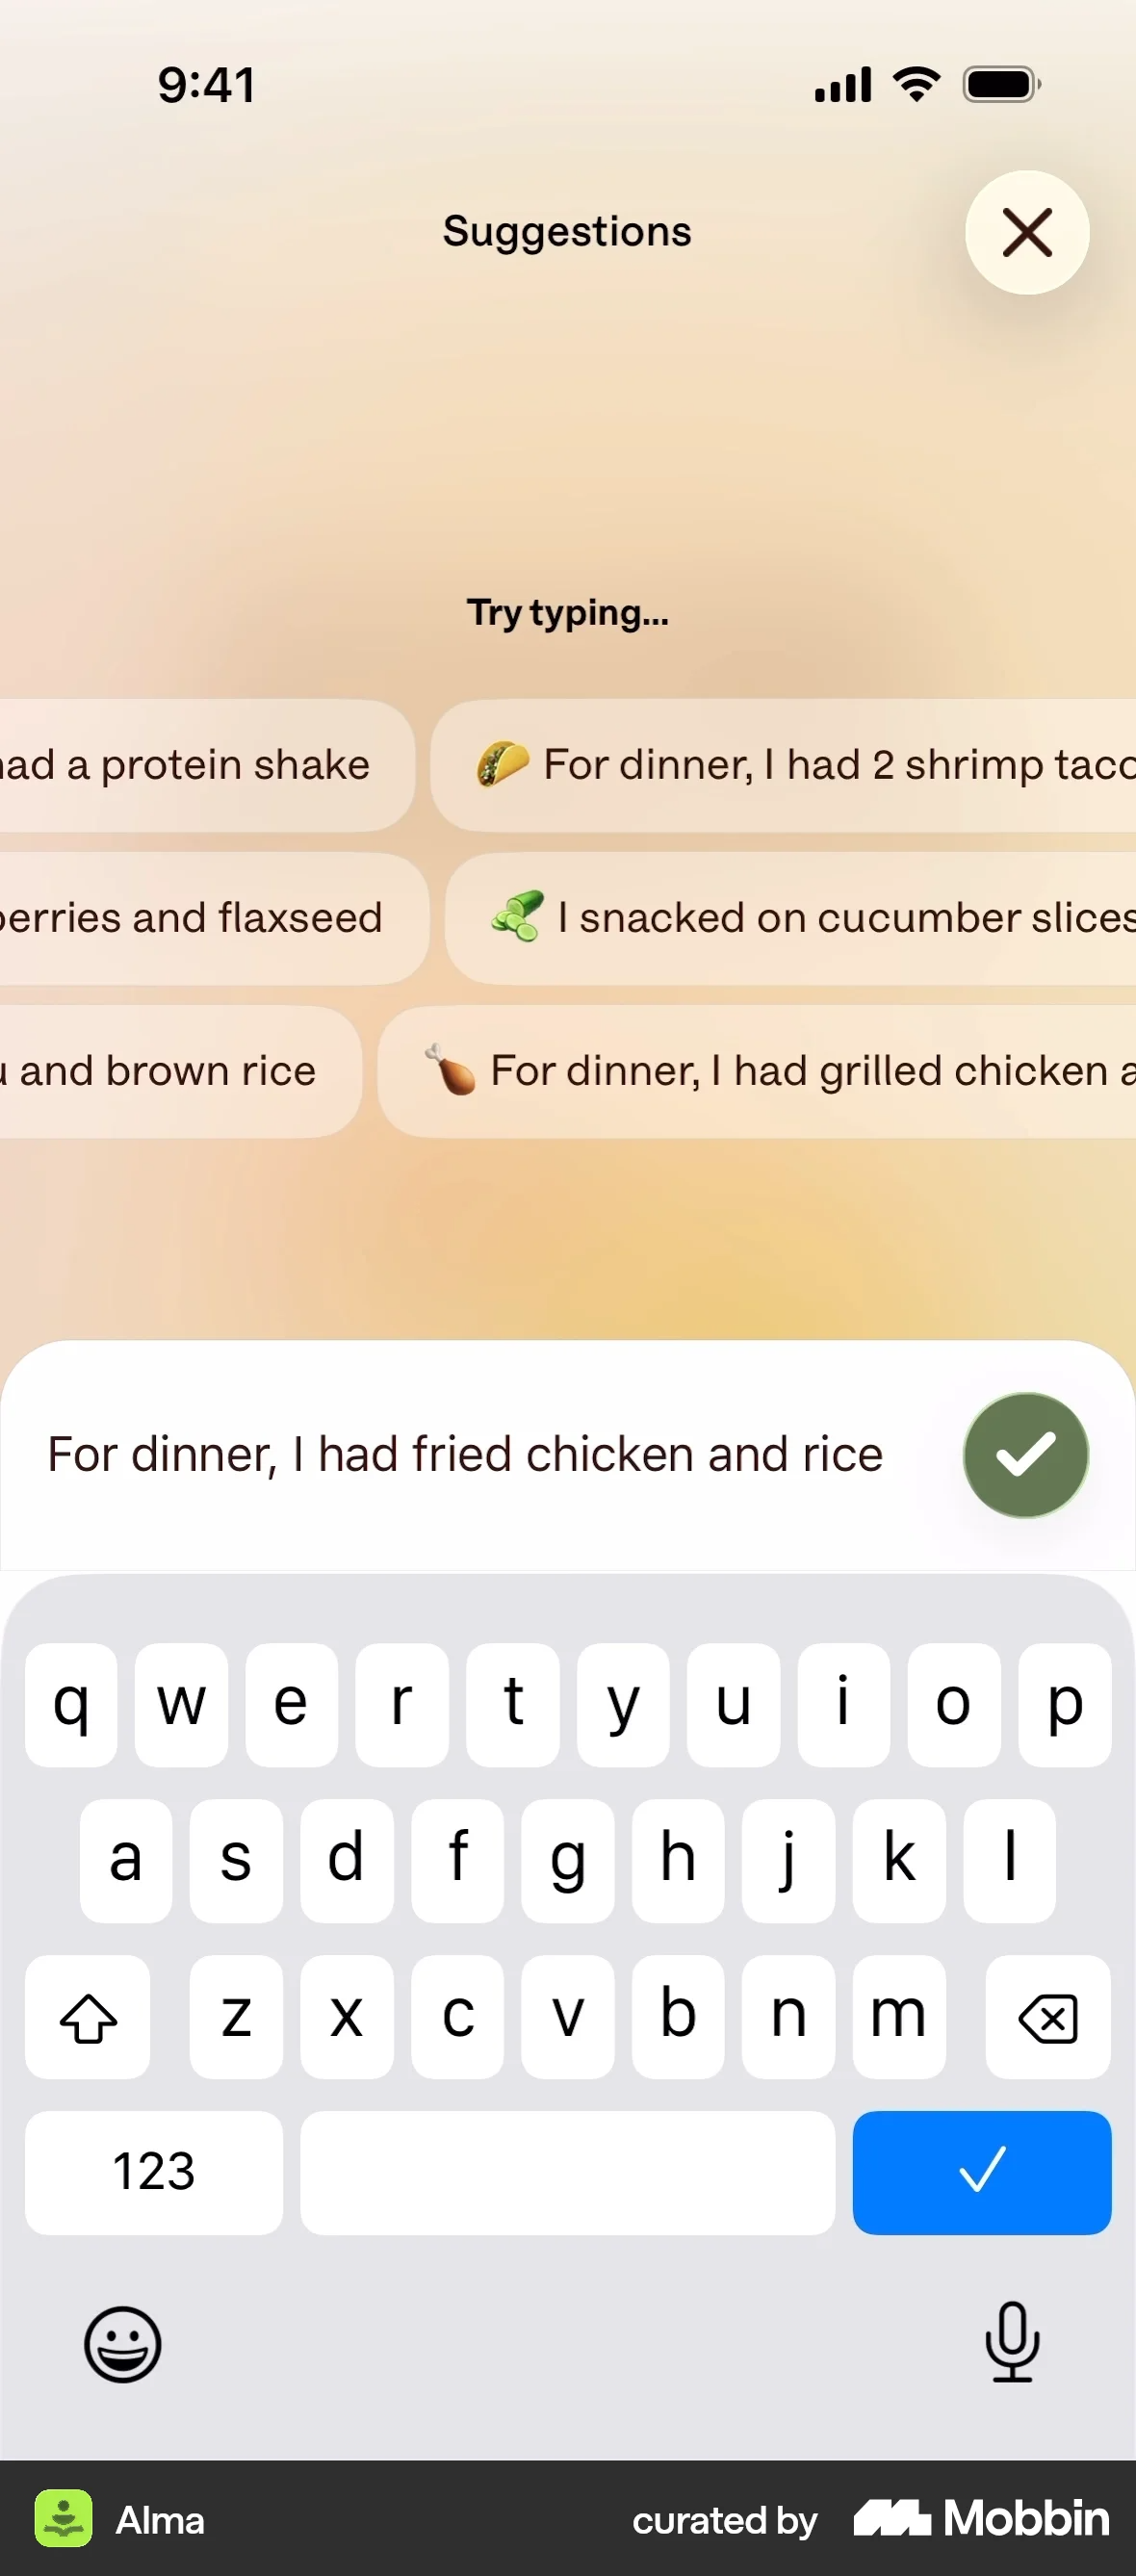 9:41
Suggestions
Try typing...
had a protein shake
🌮 For dinner, I had 2 shrimp taco
berries and flaxseed
🥒 I snacked on cucumber slices
and brown rice
🍗 For dinner, I had grilled chicken a
For dinner, I had fried chicken and rice
q w e r t y u i o p
a s d f g h j k l
z x c v b n m
123
Alma
curated by Mobbin